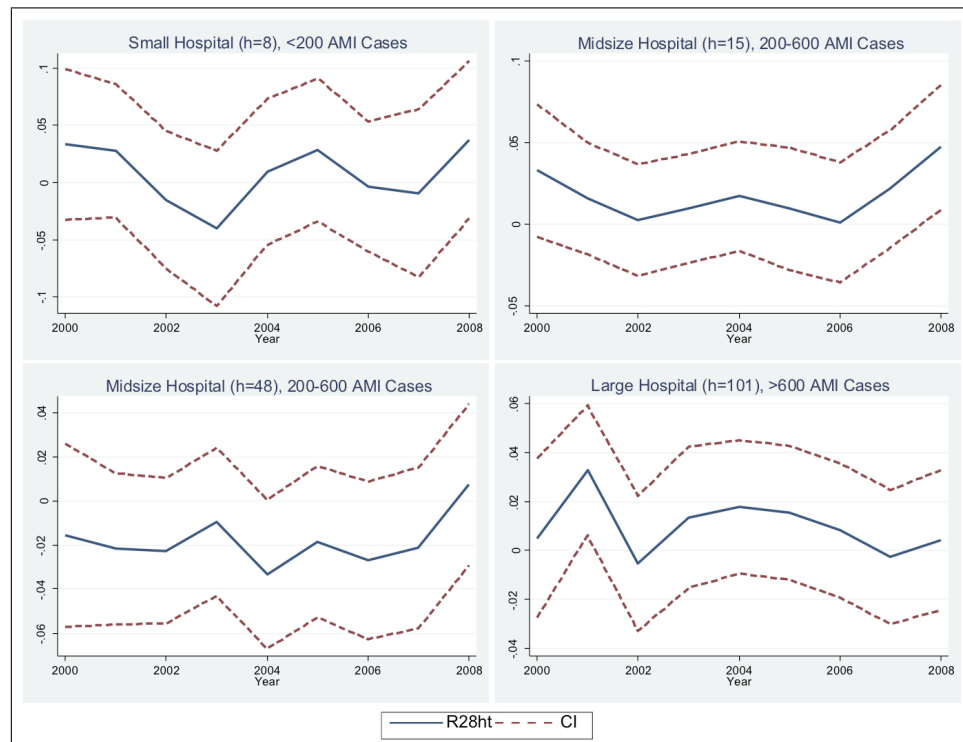 Small Hospital (h=8), <200 AMI Cases
.1
.05
0
-.05
-.1
2000 2002 2004 2006 2008
Year
Midsize Hospital (h=15), 200-600 AMI Cases
.1
.05
0
-.05
2000 2002 2004 2006 2008
Year
Midsize Hospital (h=48), 200-600 AMI Cases
.04
.02
0
-.02
-.04
-.06
2000 2002 2004 2006 2008
Year
Large Hospital (h=101), >600 AMI Cases
.06
.04
.02
0
-.02
-.04
2000 2002 2004 2006 2008
Year
R28ht CI